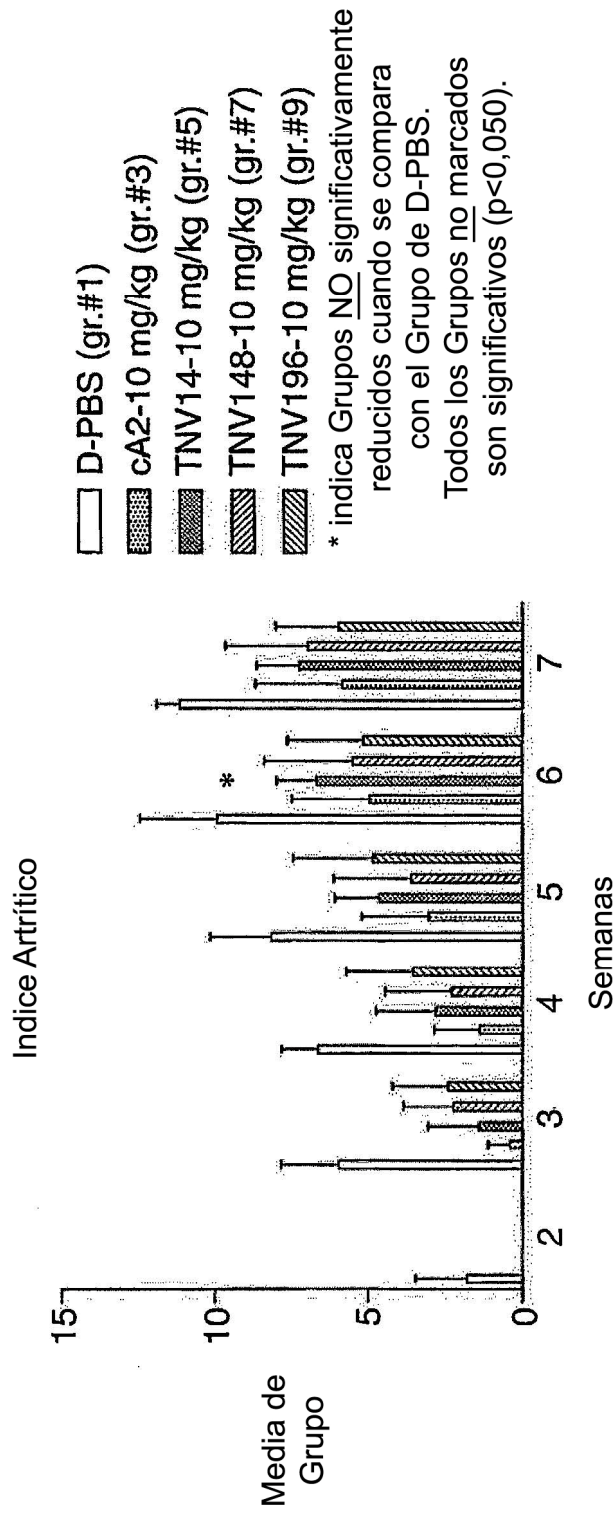 Indice Artrítico
Media de
Grupo
15
10
5
0
2
3
4
5
6
7
*
Semanas
D-PBS (gr.#1)
cA2-10 mg/kg (gr.#3)
TNV14-10 mg/kg (gr.#5)
TNV148-10 mg/kg (gr.#7)
TNV196-10 mg/kg (gr.#9)
* indica Grupos NO significativamente
reducidos cuando se compara
con el Grupo de D-PBS.
Todos los Grupos no marcados
son significativos (p<0,050).